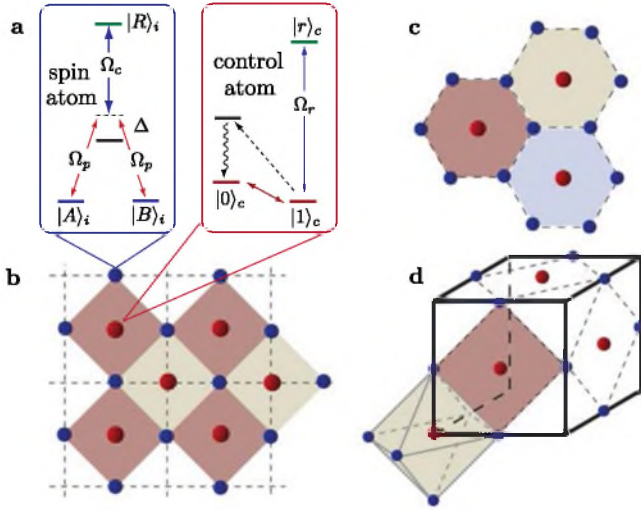 a
|R⟩ᵢ
Ωc
spin
atom
Δ
Ωp
Ωp
|A⟩ᵢ
|B⟩ᵢ
control
atom
|r⟩c
Ωr
|0⟩c
|1⟩c
b
c
d